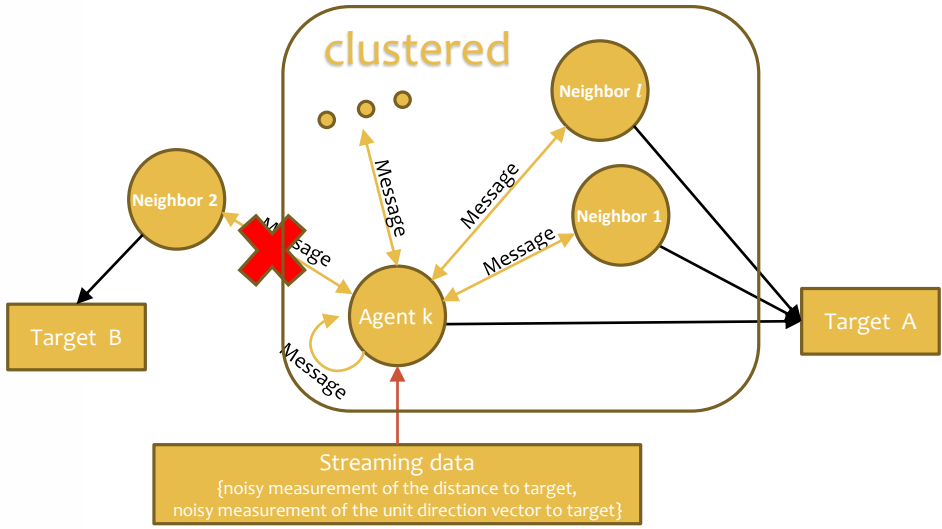 clustered
Neighbor l
Message
Message
Neighbor 2
Neighbor 1
Message
Message
Target B
Agent k
Target A
Message
Streaming data
{noisy measurement of the distance to target,
noisy measurement of the unit direction vector to target}